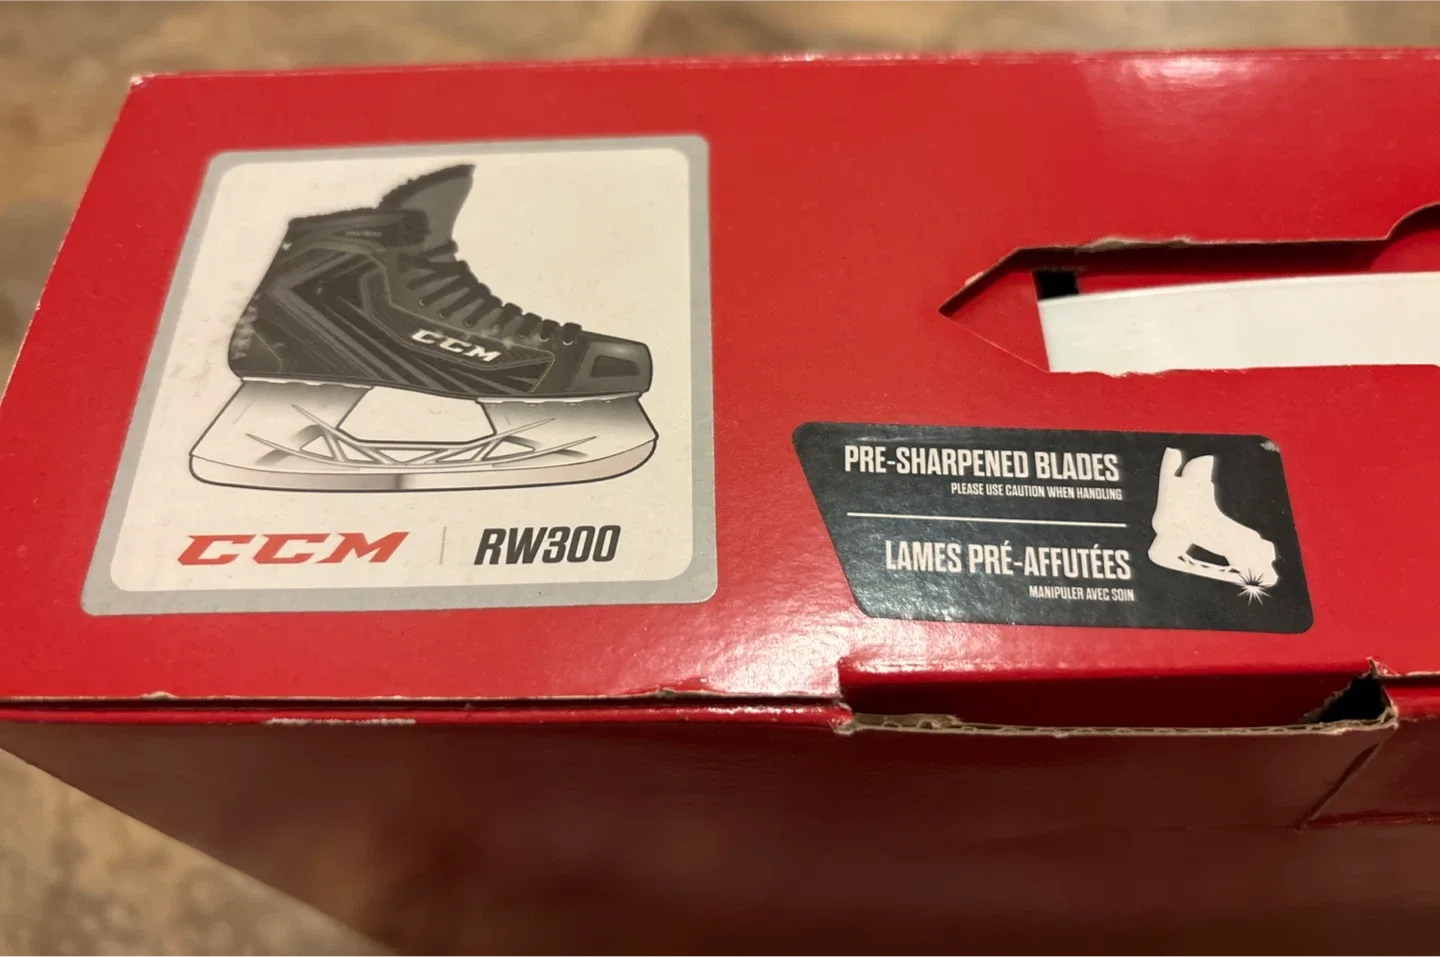 CCM
CCM RW300
PRE-SHARPENED BLADES
PLEASE USE CAUTION WHEN HANDLING
LAMES PRÉ-AFFUTÉES
MANIPULER AVEC SOIN